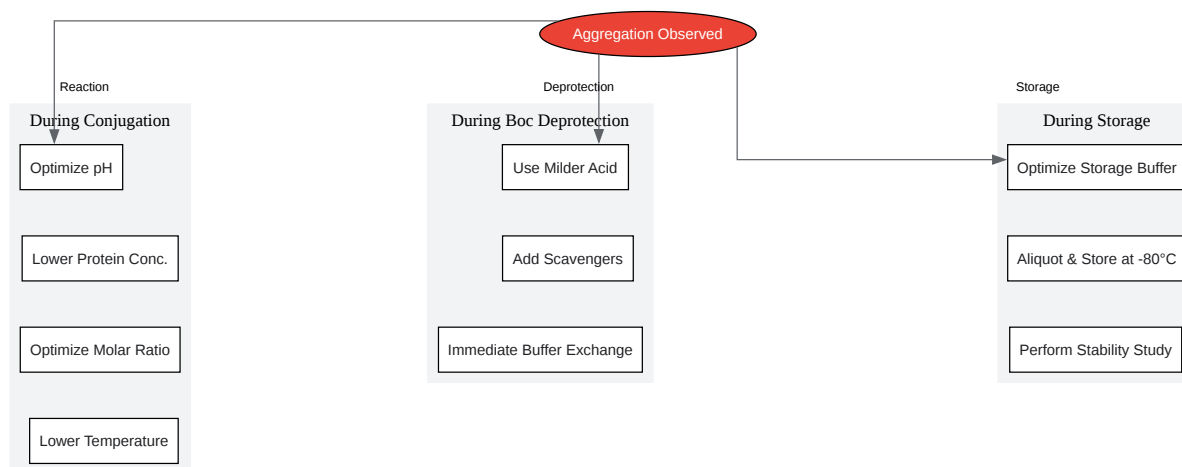 Aggregation Observed
Reaction
Deprotection
Storage
During Conjugation
Optimize pH
Lower Protein Conc.
Optimize Molar Ratio
Lower Temperature
During Boc Deprotection
Use Milder Acid
Add Scavengers
Immediate Buffer Exchange
During Storage
Optimize Storage Buffer
Aliquot & Store at -80°C
Perform Stability Study